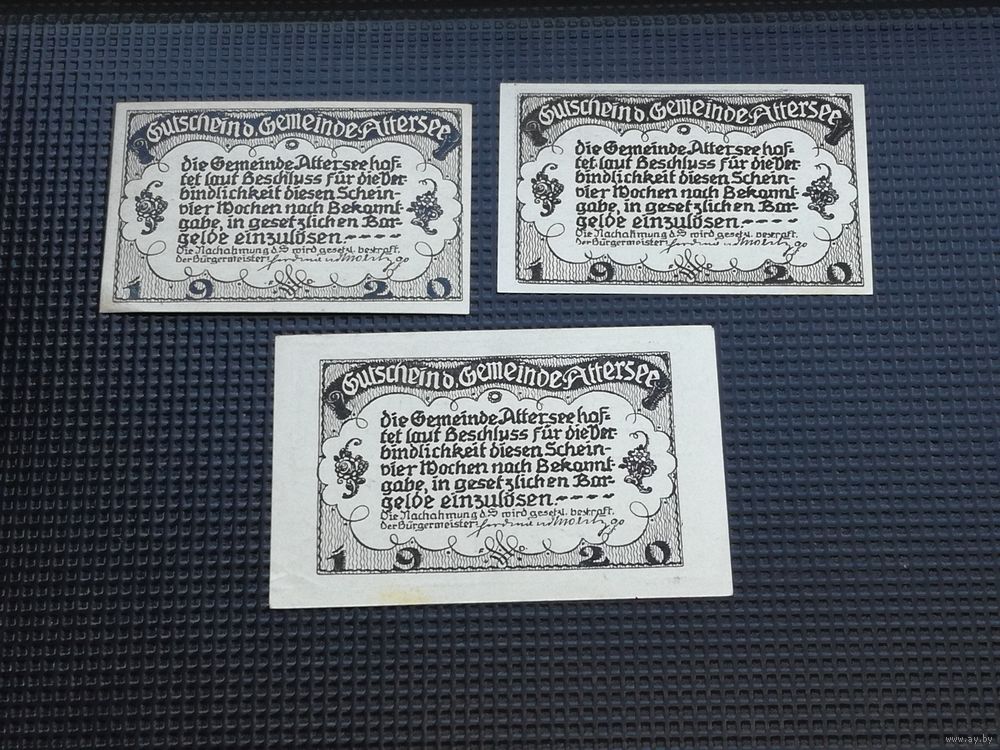 Gutschein d. Gemeinde Attersee
die Gemeinde Attersee haf-
tet laut Beschluss für die Ver-
bindlichkeit diesen Schein
vier Wochen nach Bekannt-
gabe, in gesetzlichen Bar-
gelde einzulösen.----
Die Nachahmung d. S wird gesetzl. bestraft.
der Bürgermeister:
1920
Gutschein d. Gemeinde Attersee
die Gemeinde Attersee haf-
tet laut Beschluss für die Ver-
bindlichkeit diesen Schein-
vier Wochen nach Bekannt-
gabe, in gesetzlichen Bar-
gelde einzulösen.----
Die Nachahmung d. S wird gesetzl. bestraft.
der Bürgermeister:
1920
Gutschein d. Gemeinde Attersee
die Gemeinde Attersee haf-
tet laut Beschluss für die Ver-
bindlichkeit diesen Schein-
vier Wochen nach Bekannt-
gabe, in gesetzlichen Bar-
gelde einzulösen.----
Die Nachahmung d. S wird gesetzl. bestraft.
der Bürgermeister:
1920
www.ay.by